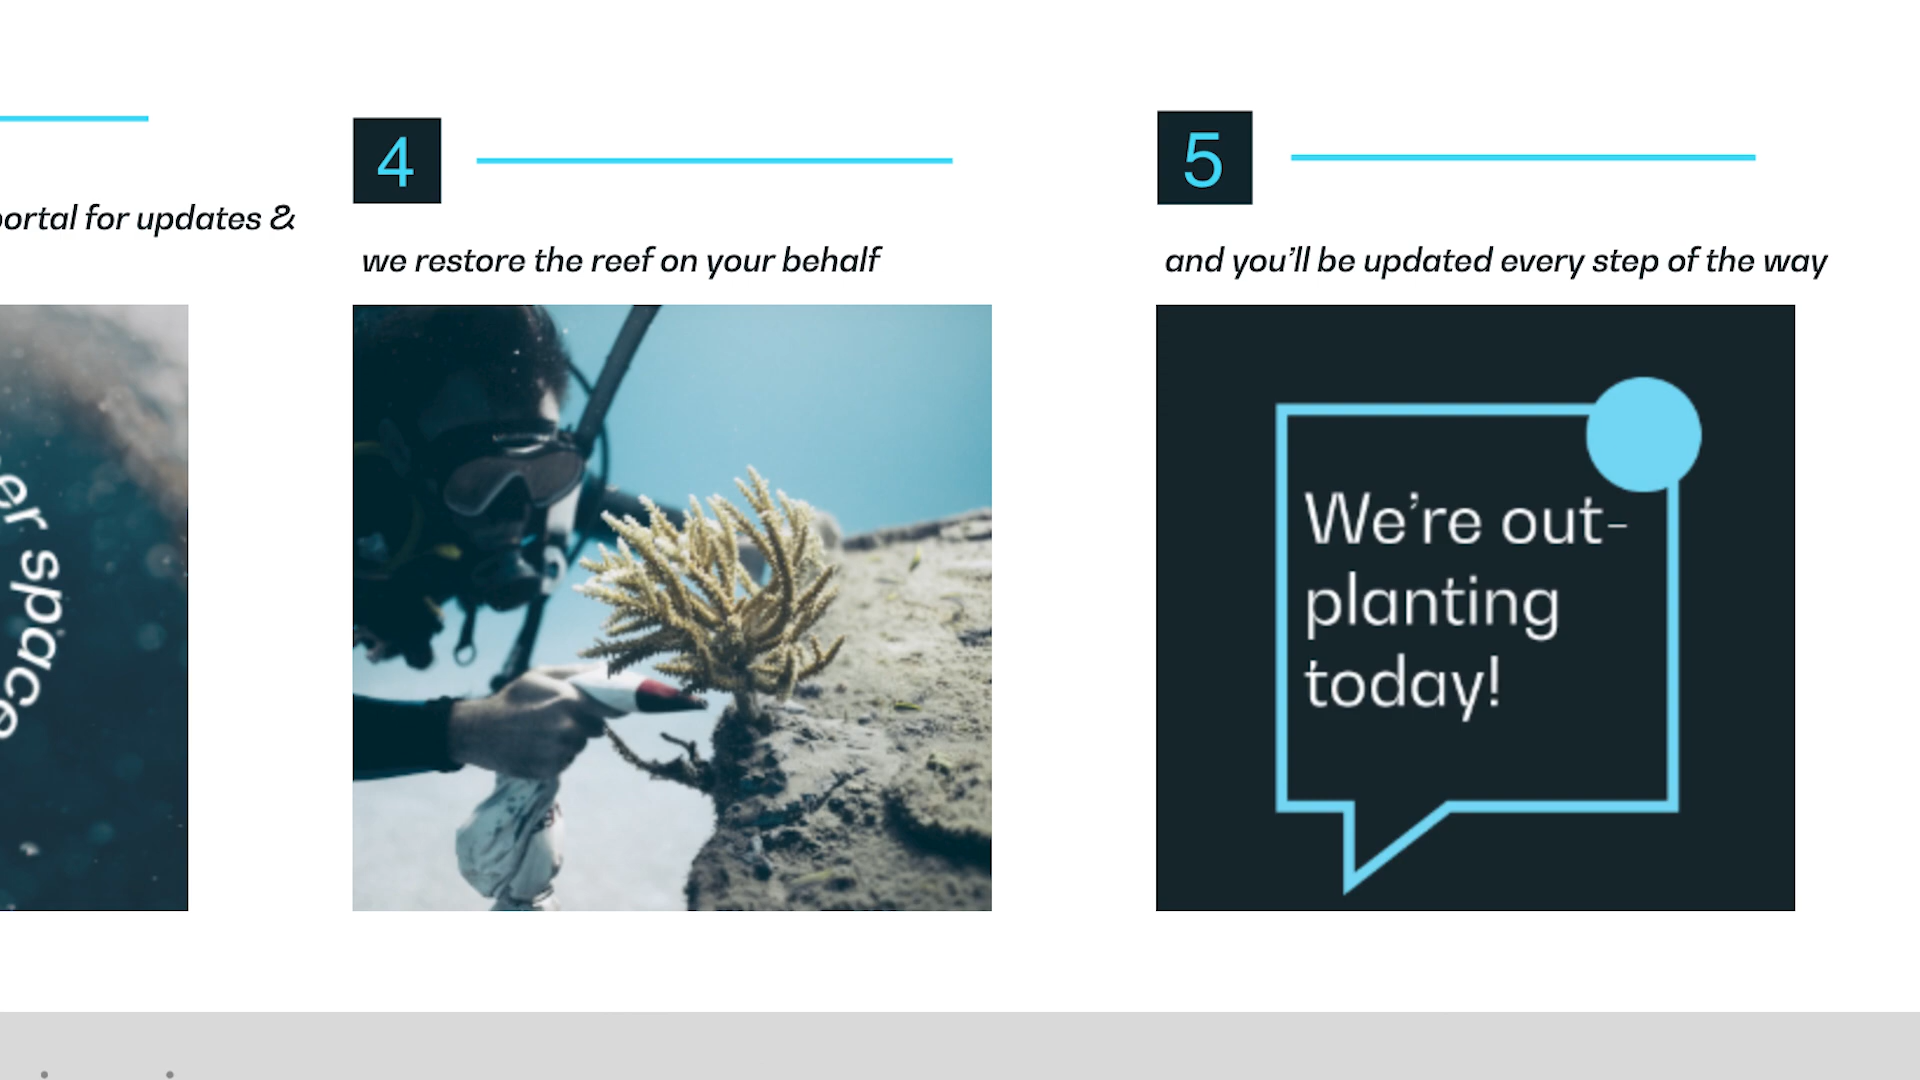 portal for updates &
4
we restore the reef on your behalf
5
and you'll be updated every step of the way
space
We're out-
planting
today!